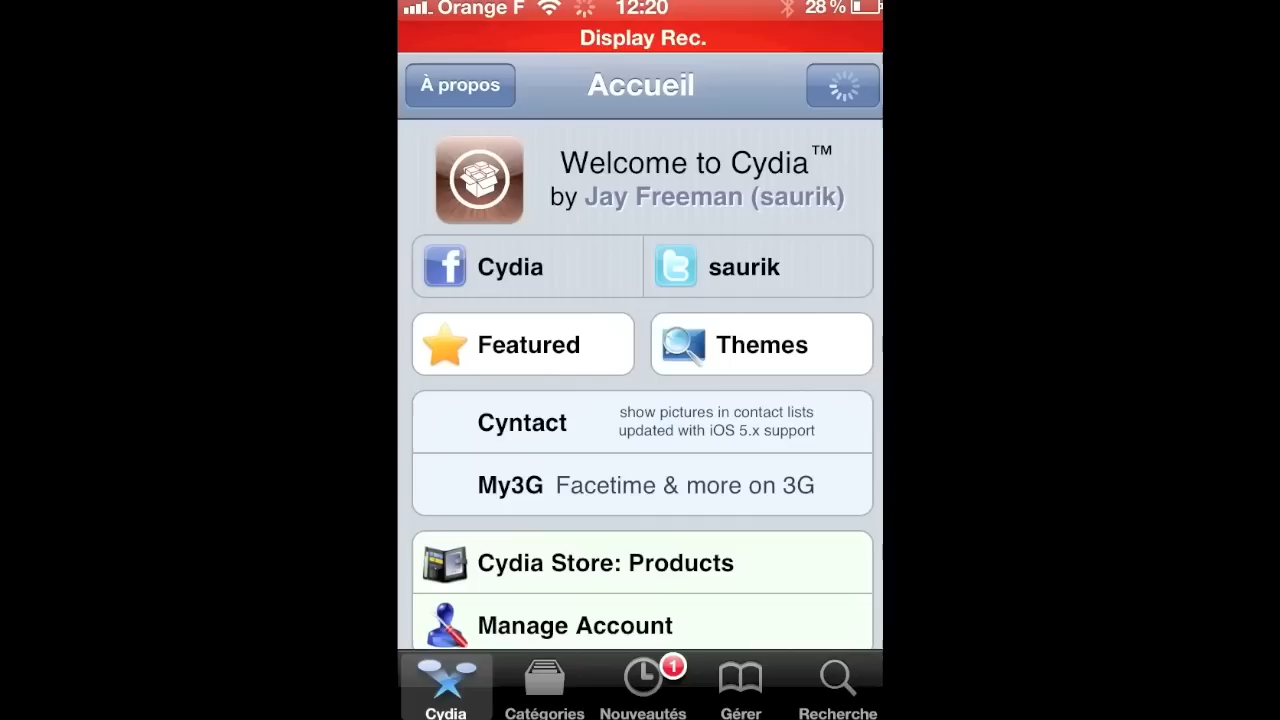 Orange F 12:20 28 %
Display Rec.
À propos Accueil
Welcome to Cydia™
by Jay Freeman (saurik)
Cydia saurik
Featured Themes
Cyntact show pictures in contact lists
updated with iOS 5.x support
My3G Facetime & more on 3G
Cydia Store: Products
Manage Account
1
Cydia Catégories Nouveautés Gérer Recherche